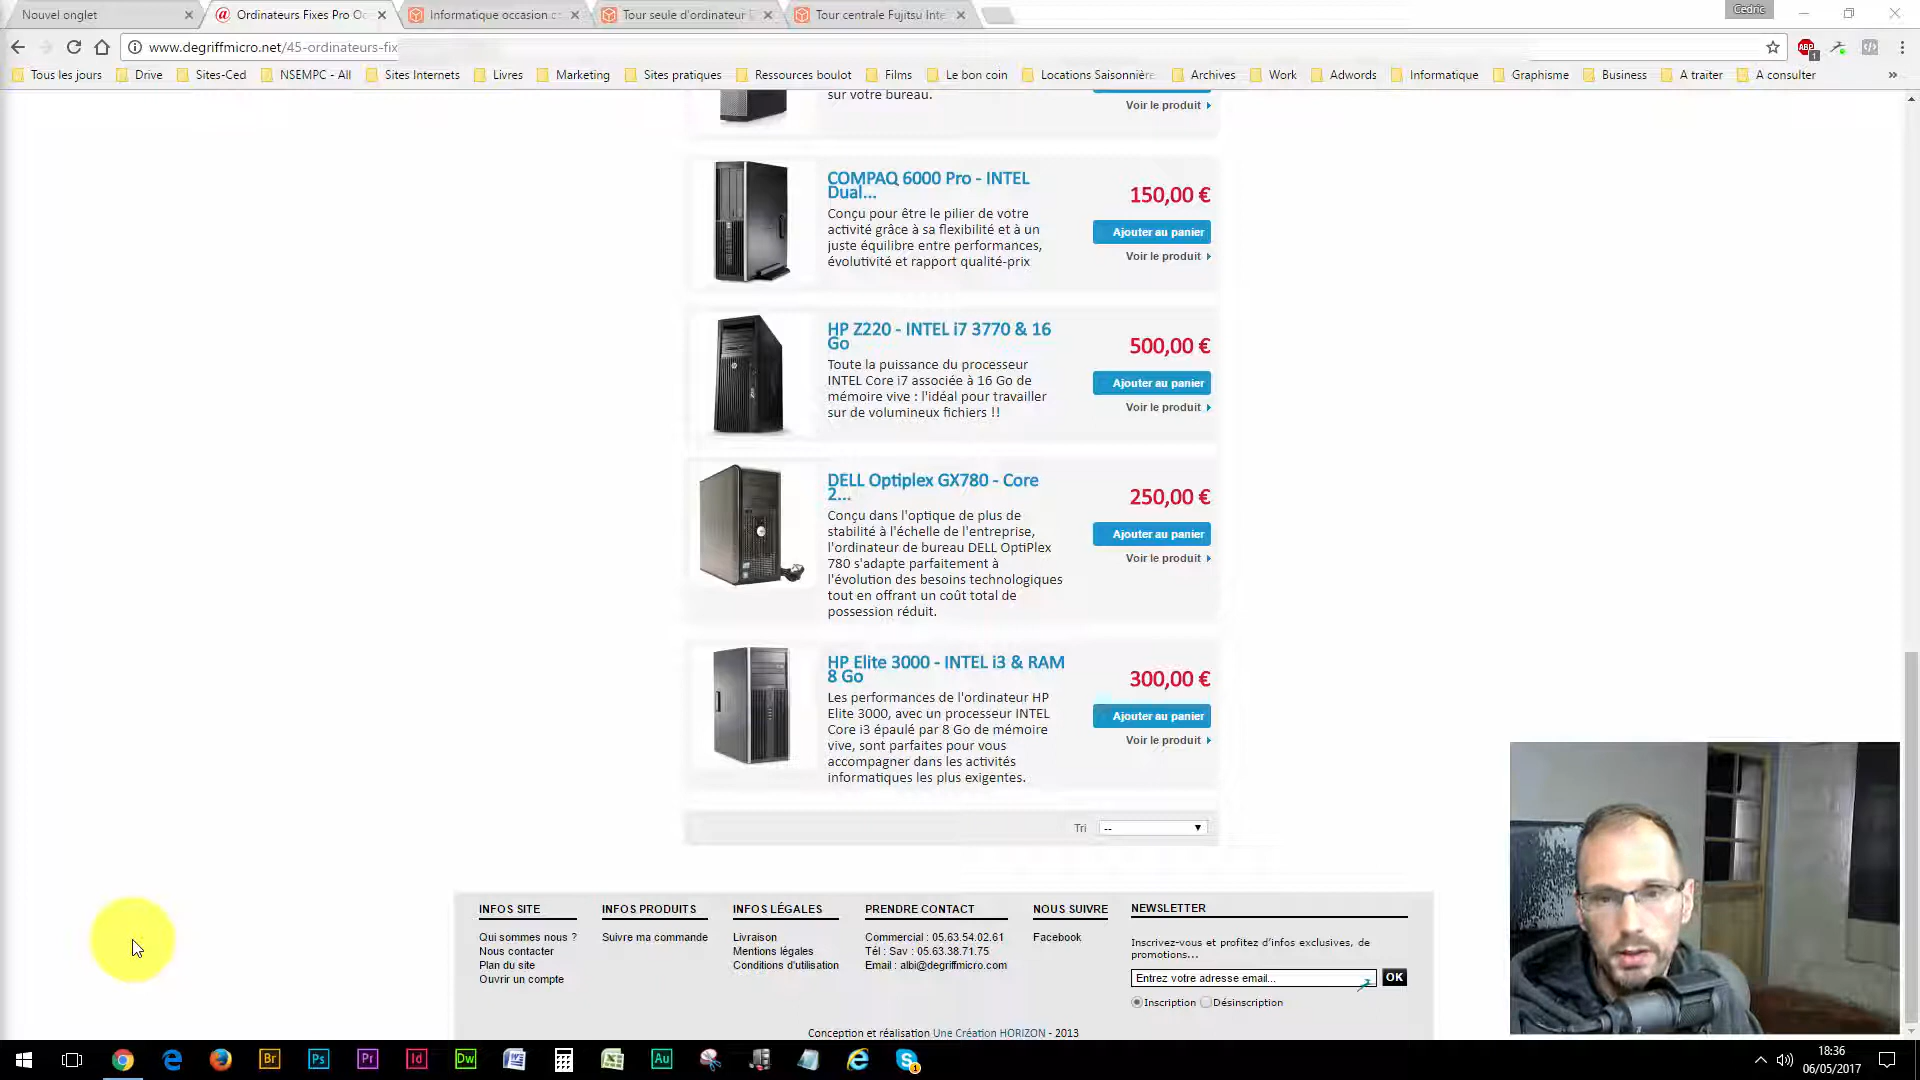 Nouvel onglet
Ordinateurs Fixes Pro Oc
Informatique occasion
Tour seule d'ordinateur
Tour centrale Fujitsu Inte
Cedric
www.degriffmicro.net/45-ordinateurs-fix
ABP
1
Tous les jours
Drive
Sites-Ced
NSEMPC - All
Sites Internets
Livres
Marketing
Sites pratiques
Ressources boulot
Films
Le bon coin
Locations Saisonnière
Archives
Work
Adwords
Informatique
Graphisme
Business
A traiter
A consulter
»
sur votre bureau.
Voir le produit
COMPAQ 6000 Pro - INTEL
Dual...
Conçu pour être le pilier de votre
activité grâce à sa flexibilité et à un
juste équilibre entre performances,
évolutivité et rapport qualité-prix
150,00 €
Ajouter au panier
Voir le produit
HP Z220 - INTEL i7 3770 & 16
Go
Toute la puissance du processeur
INTEL Core i7 associée à 16 Go de
mémoire vive : l'idéal pour travailler
sur de volumineux fichiers !!
500,00 €
Ajouter au panier
Voir le produit
DELL Optiplex GX780 - Core
2...
Conçu dans l'optique de plus de
stabilité à l'échelle de l'entreprise,
l'ordinateur de bureau DELL OptiPlex
780 s'adapte parfaitement à
l'évolution des besoins technologiques
tout en offrant un coût total de
possession réduit.
250,00 €
Ajouter au panier
Voir le produit
HP Elite 3000 - INTEL i3 & RAM
8 Go
Les performances de l'ordinateur HP
Elite 3000, avec un processeur INTEL
Core i3 épaulé par 8 Go de mémoire
vive, sont parfaites pour vous
accompagner dans les activités
informatiques les plus exigentes.
300,00 €
Ajouter au panier
Voir le produit
Tri
--
INFOS SITE
Qui sommes nous ?
Nous contacter
Plan du site
Ouvrir un compte
INFOS PRODUITS
Suivre ma commande
INFOS LÉGALES
Livraison
Mentions légales
Conditions d'utilisation
PRENDRE CONTACT
Commercial : 05.63.54.02.61
Tél : Sav : 05.63.38.71.75
Email : albi@degriffmicro.com
NOUS SUIVRE
Facebook
NEWSLETTER
Inscrivez-vous et profitez d'infos exclusives, de
promotions...
Entrez votre adresse email...
OK
Inscription
Désinscription
Conception et réalisation Une Création HORIZON - 2013
Br
Ps
Pr
Id
Dw
Au
1
18:36
06/05/2017